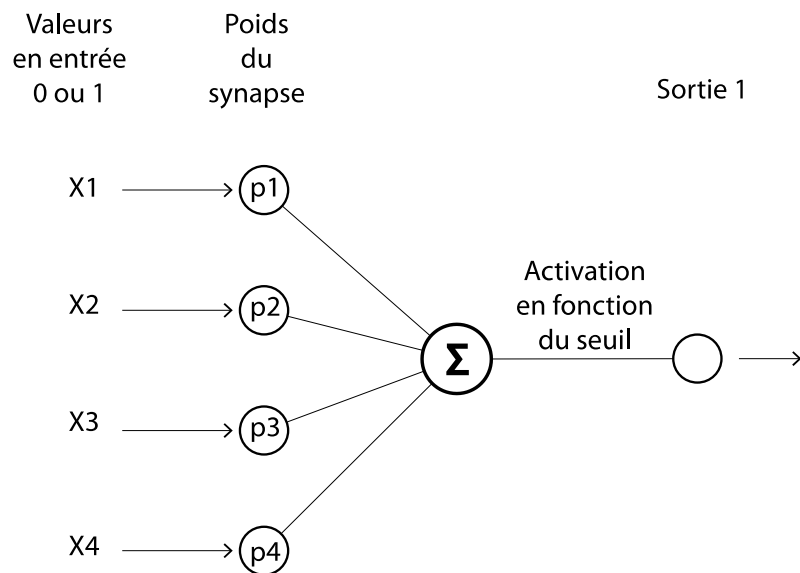 Valeurs
en entrée
0 ou 1
Poids
du
synapse
Sortie 1
X1
p1
X2
p2
Activation
en fonction
du seuil
Σ
X3
p3
X4
p4